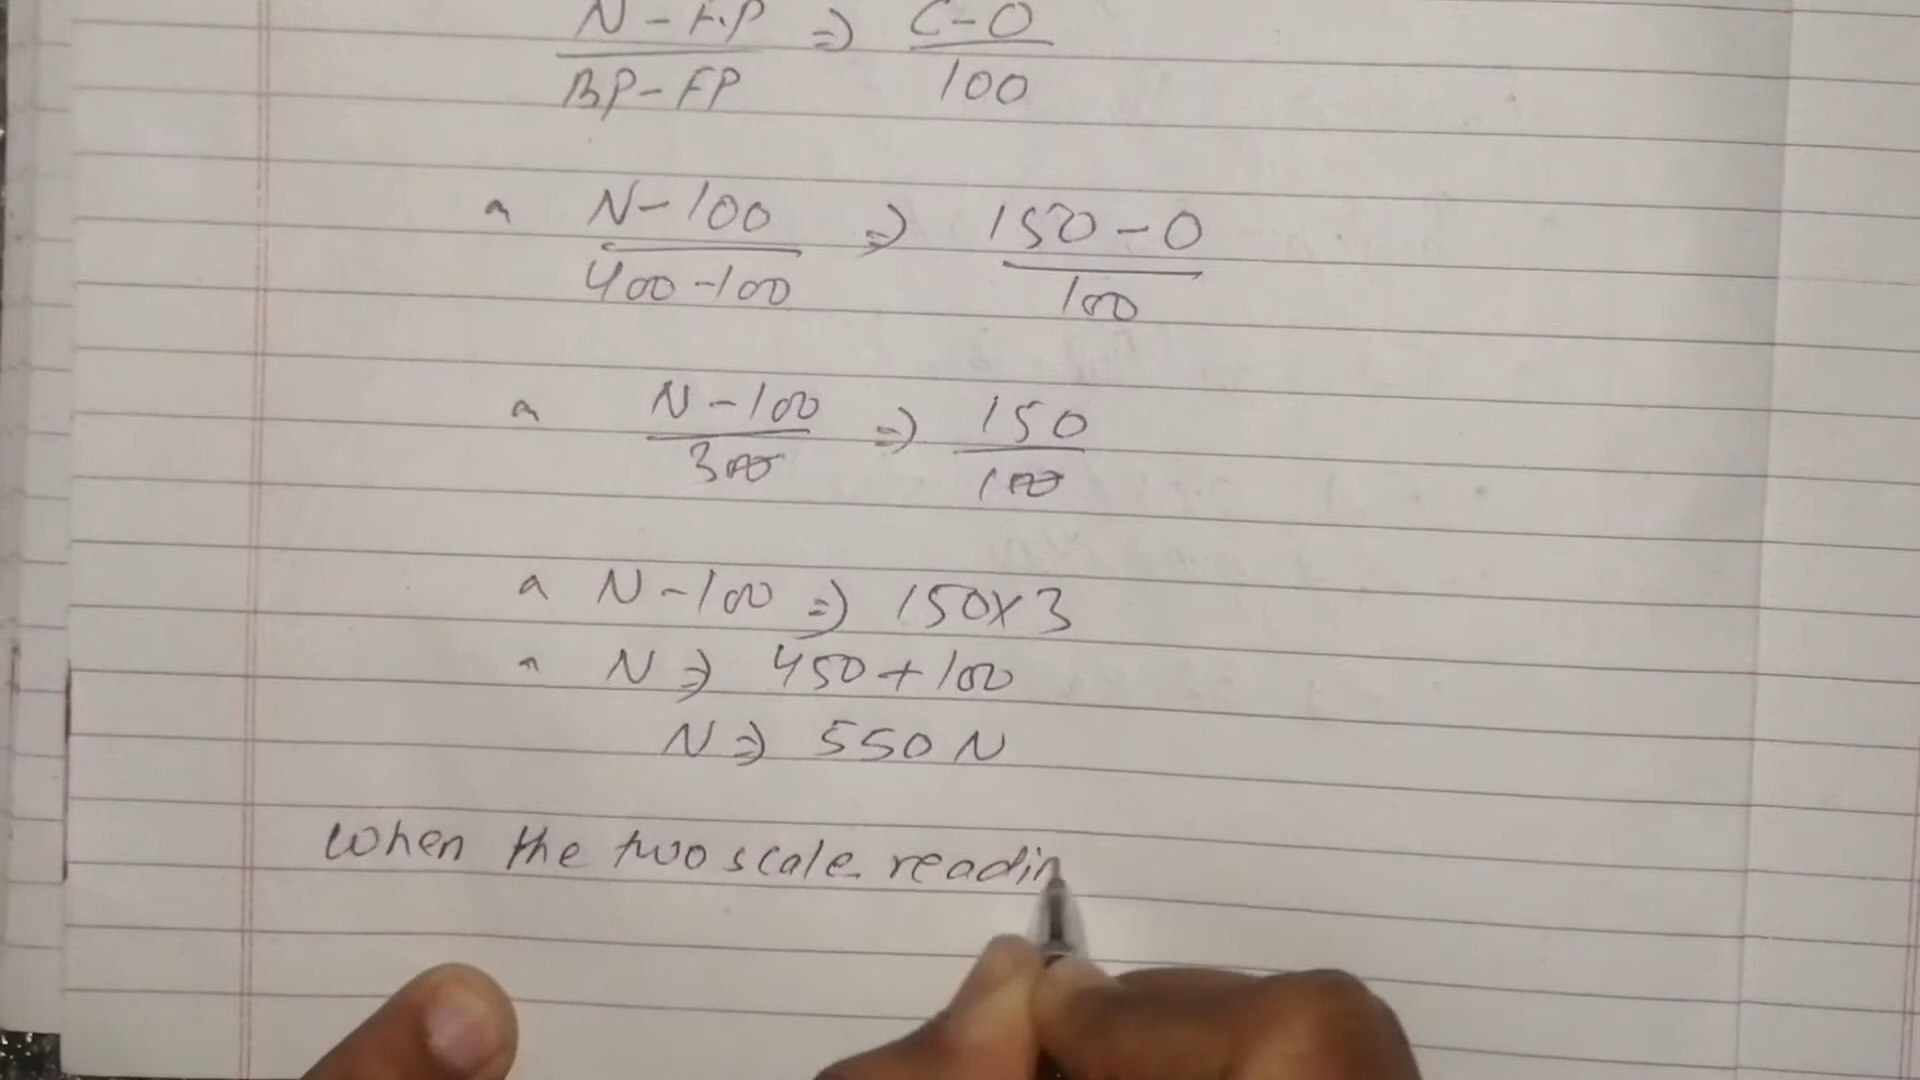 N - F.P => C - 0
BP - FP 100
N - 100 => 150 - 0
400 - 100 100
N - 100 => 150
300 100
N - 100 => 150 x 3
N => 450 + 100
N => 550 N
When the two scale readin